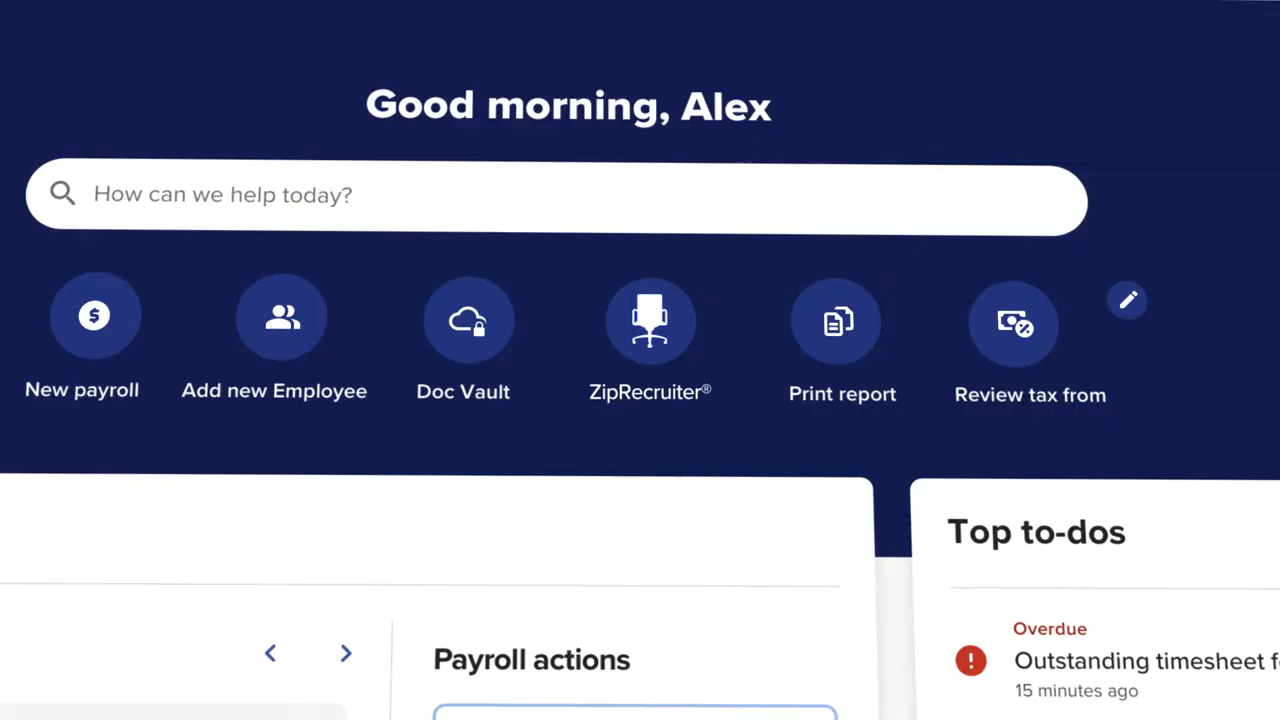 Good morning, Alex
How can we help today?
New payroll
Add new Employee
Doc Vault
ZipRecruiter®
Print report
Review tax from
Top to-dos
Payroll actions
Overdue
Outstanding timesheet
15 minutes ago